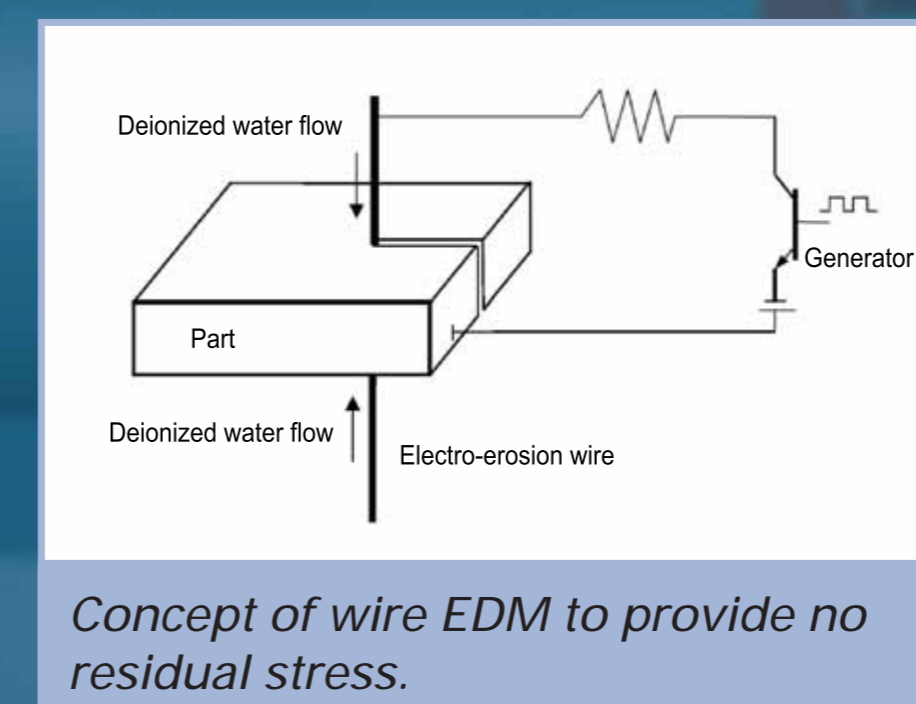 Deionized water flow
Generator
Part
Deionized water flow
Electro-erosion wire
Concept of wire EDM to provide no
residual stress.